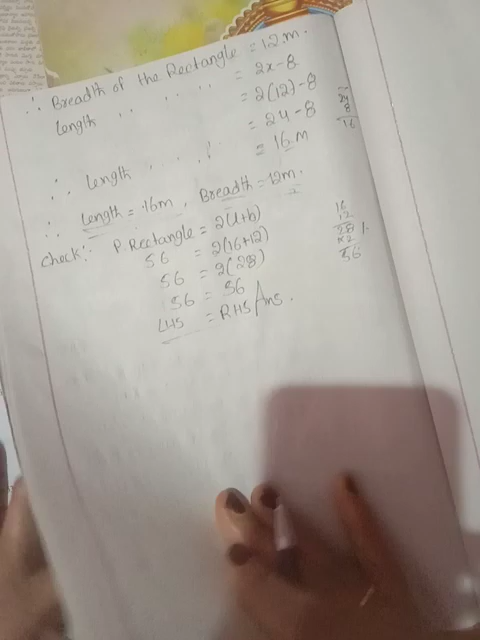 ∴ Breadth of the Rectangle = 12 m.
Length " " " = 2x - 8
= 2(12) - 8
= 24 - 8
= 16 m
24
8
16
∴ Length
∴ Length = 16m, Breadth = 12m.
Check:- P. Rectangle = 2(l+b)
56 = 2(16+12)
56 = 2(28)
56 = 56
LHS = RHS Ans.
16
12
28
×2
56